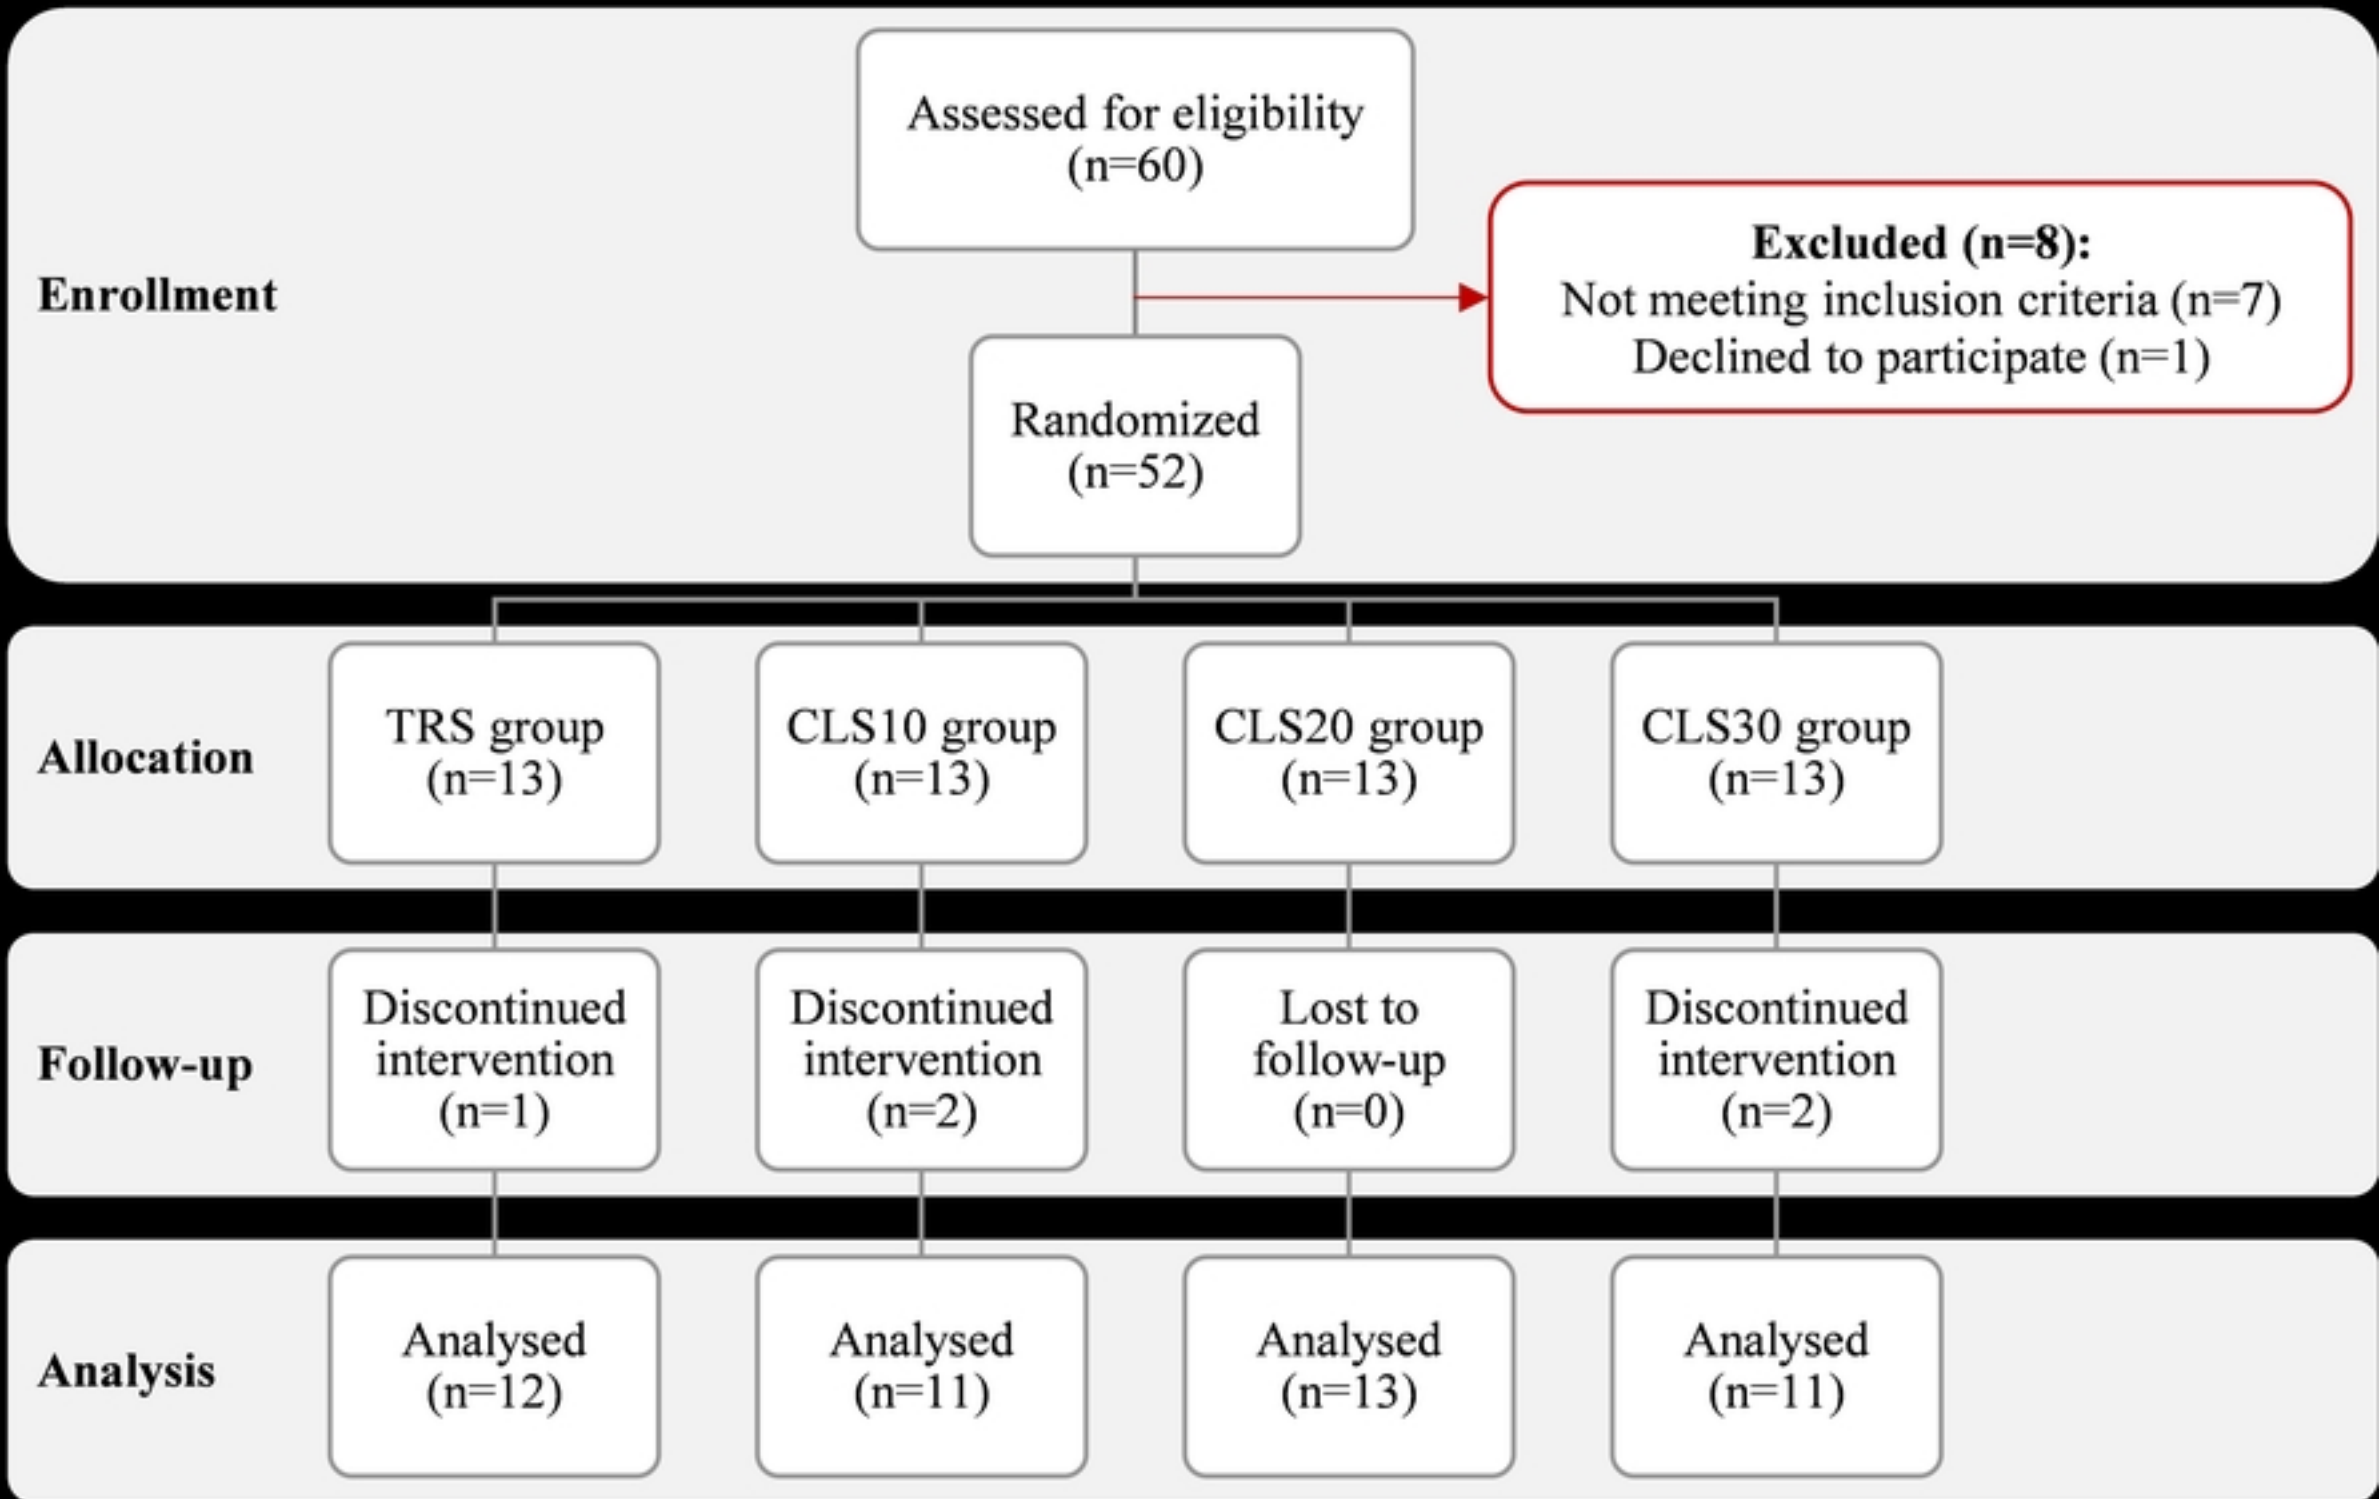 Assessed for eligibility
(n=60)
Excluded (n=8):
Not meeting inclusion criteria (n=7)
Declined to participate (n=1)
Enrollment
Randomized
(n=52)
Allocation
TRS group
(n=13)
CLS10 group
(n=13)
CLS20 group
(n=13)
CLS30 group
(n=13)
Follow-up
Discontinued
intervention
(n=1)
Discontinued
intervention
(n=2)
Lost to
follow-up
(n=0)
Discontinued
intervention
(n=2)
Analysis
Analysed
(n=12)
Analysed
(n=11)
Analysed
(n=13)
Analysed
(n=11)